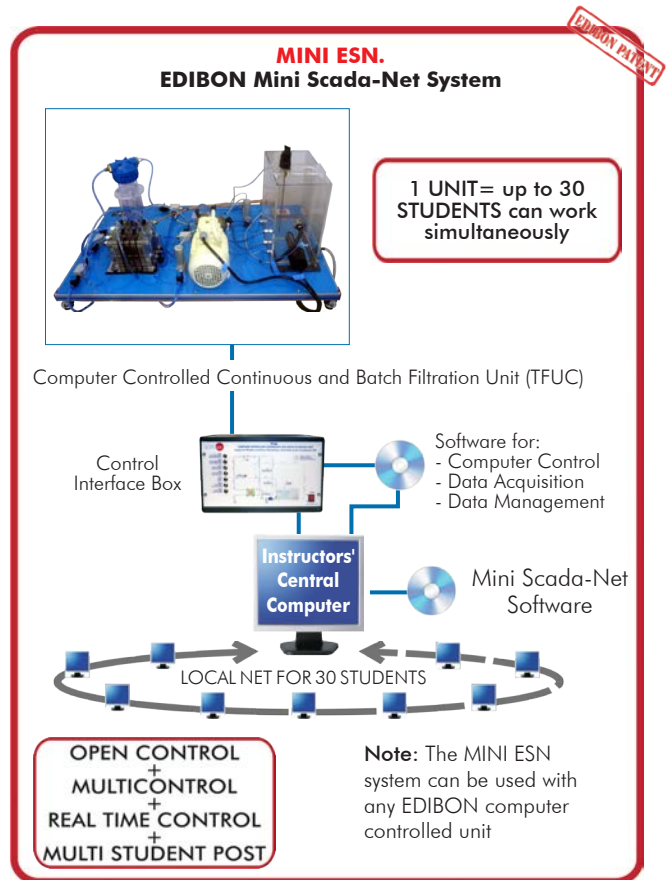 EDIBON PATENT
MINI ESN.
EDIBON Mini Scada-Net System
1 UNIT= up to 30
STUDENTS can work
simultaneously
Computer Controlled Continuous and Batch Filtration Unit (TFUC)
Control
Interface Box
Software for:
- Computer Control
- Data Acquisition
- Data Management
Instructors'
Central
Computer
Mini Scada-Net
Software
LOCAL NET FOR 30 STUDENTS
OPEN CONTROL
+
MULTICONTROL
+
REAL TIME CONTROL
+
MULTI STUDENT POST
Note: The MINI ESN
system can be used with
any EDIBON computer
controlled unit